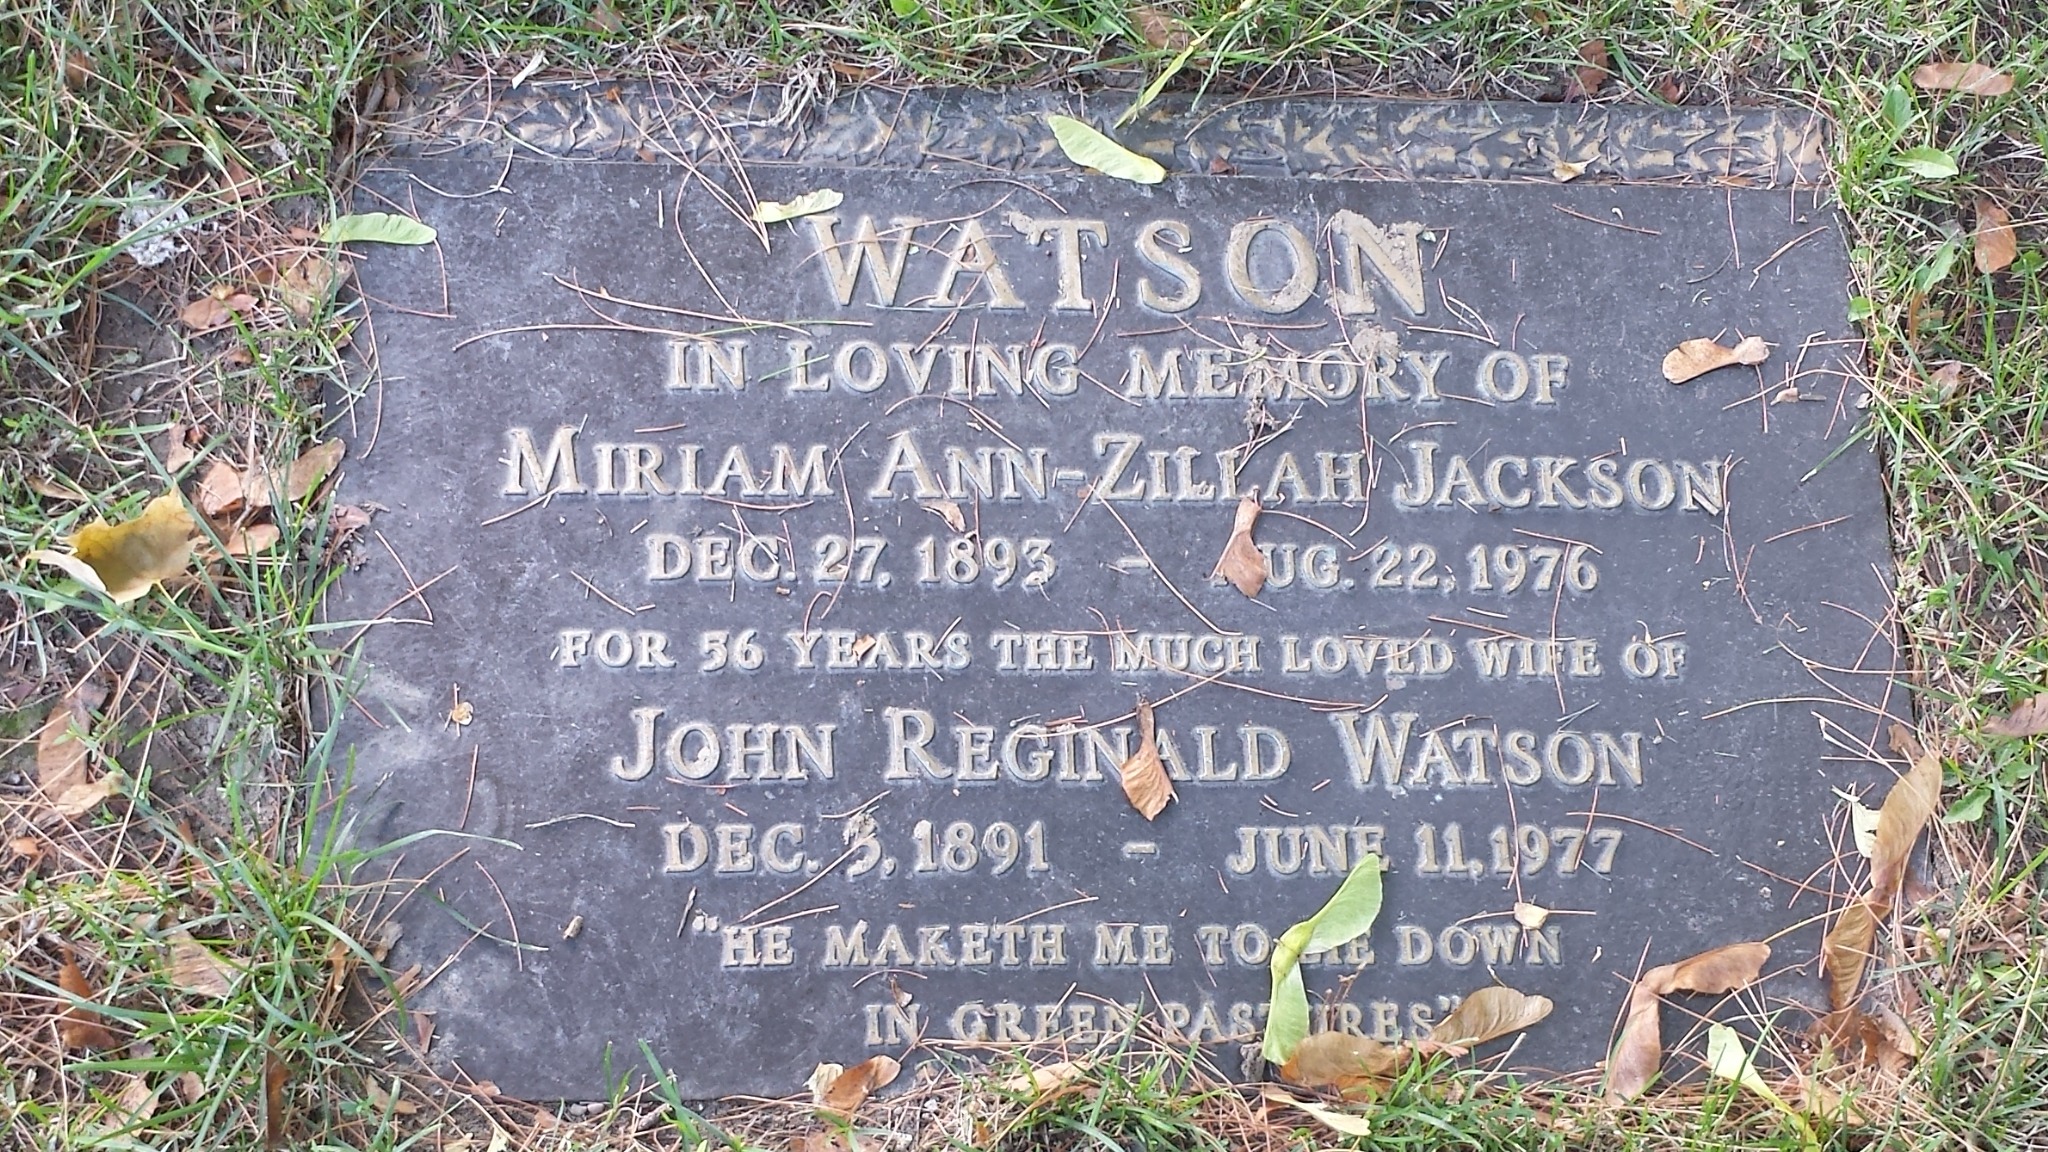 WATSON
IN LOVING MEMORY OF
MIRIAM ANN-ZILLAH JACKSON
DEC. 27, 1893 - AUG. 22, 1976
FOR 56 YEARS THE MUCH LOVED WIFE OF
JOHN REGINALD WATSON
DEC. 3, 1891 - JUNE 11, 1977
"HE MAKETH ME TO LIE DOWN
IN GREEN PASTURES"